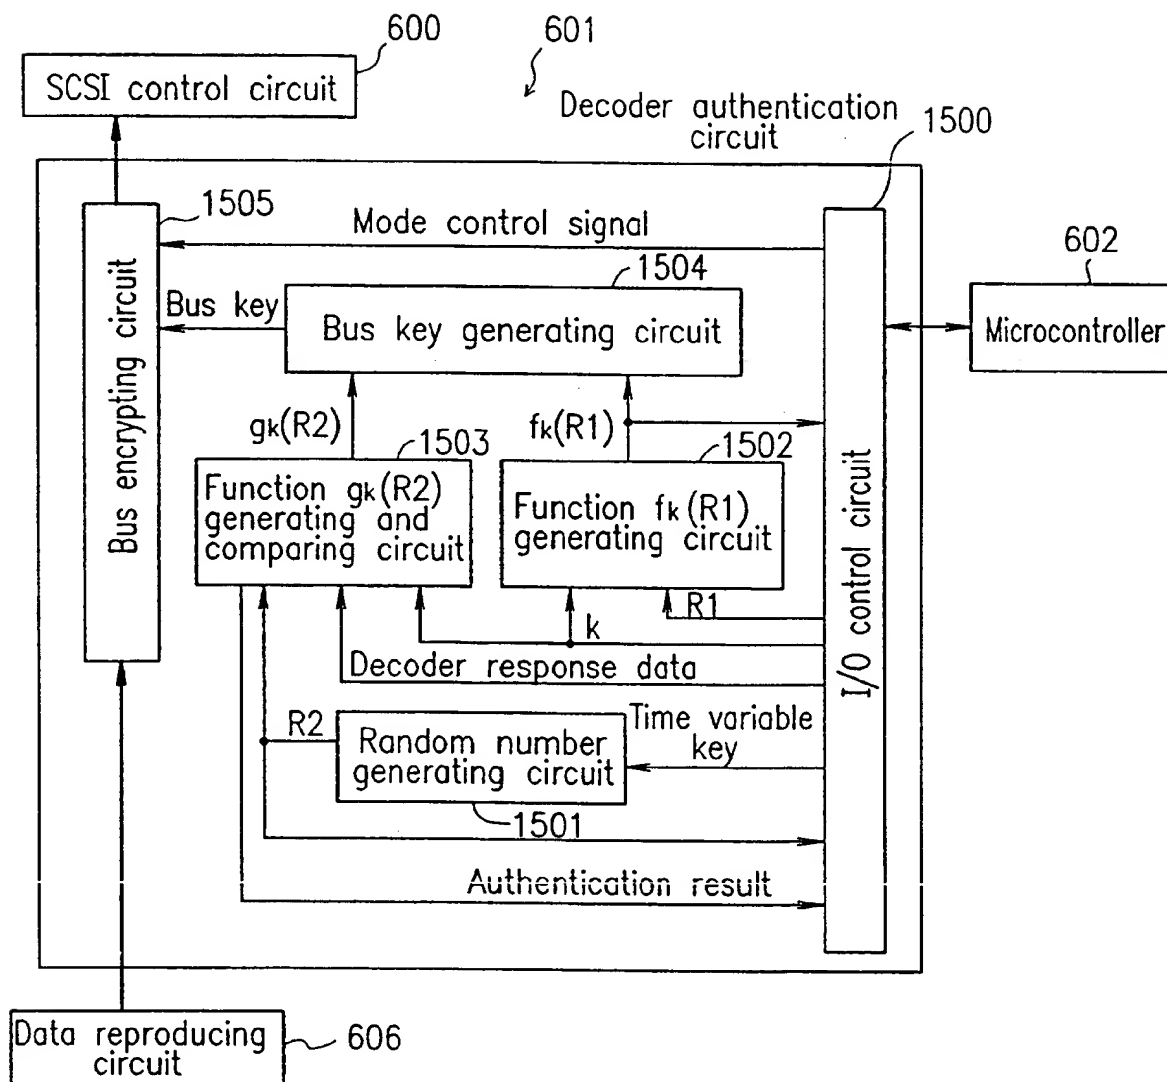 600
601
SCSI control circuit
Decoder authentication
circuit
1500
1505
Mode control signal
602
1504
Bus key
Bus key generating circuit
Microcontroller
Bus encrypting circuit
gk(R2)
fk(R1)
1503
1502
Function gk(R2)
generating and
comparing circuit
Function fk(R1)
generating circuit
I/O control circuit
R1
k
Decoder response data
R2
Time variable
key
Random number
generating circuit
1501
Authentication result
Data reproducing
circuit
606